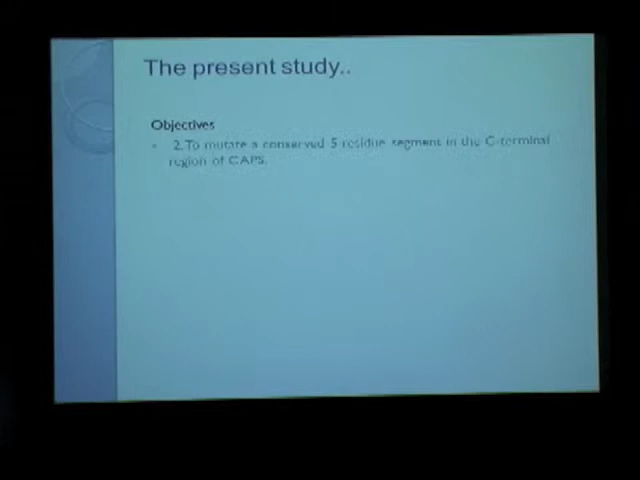 The present study..
Objectives
2. To mutate a conserved 5 residue segment in the C-terminal
region of CAPS.